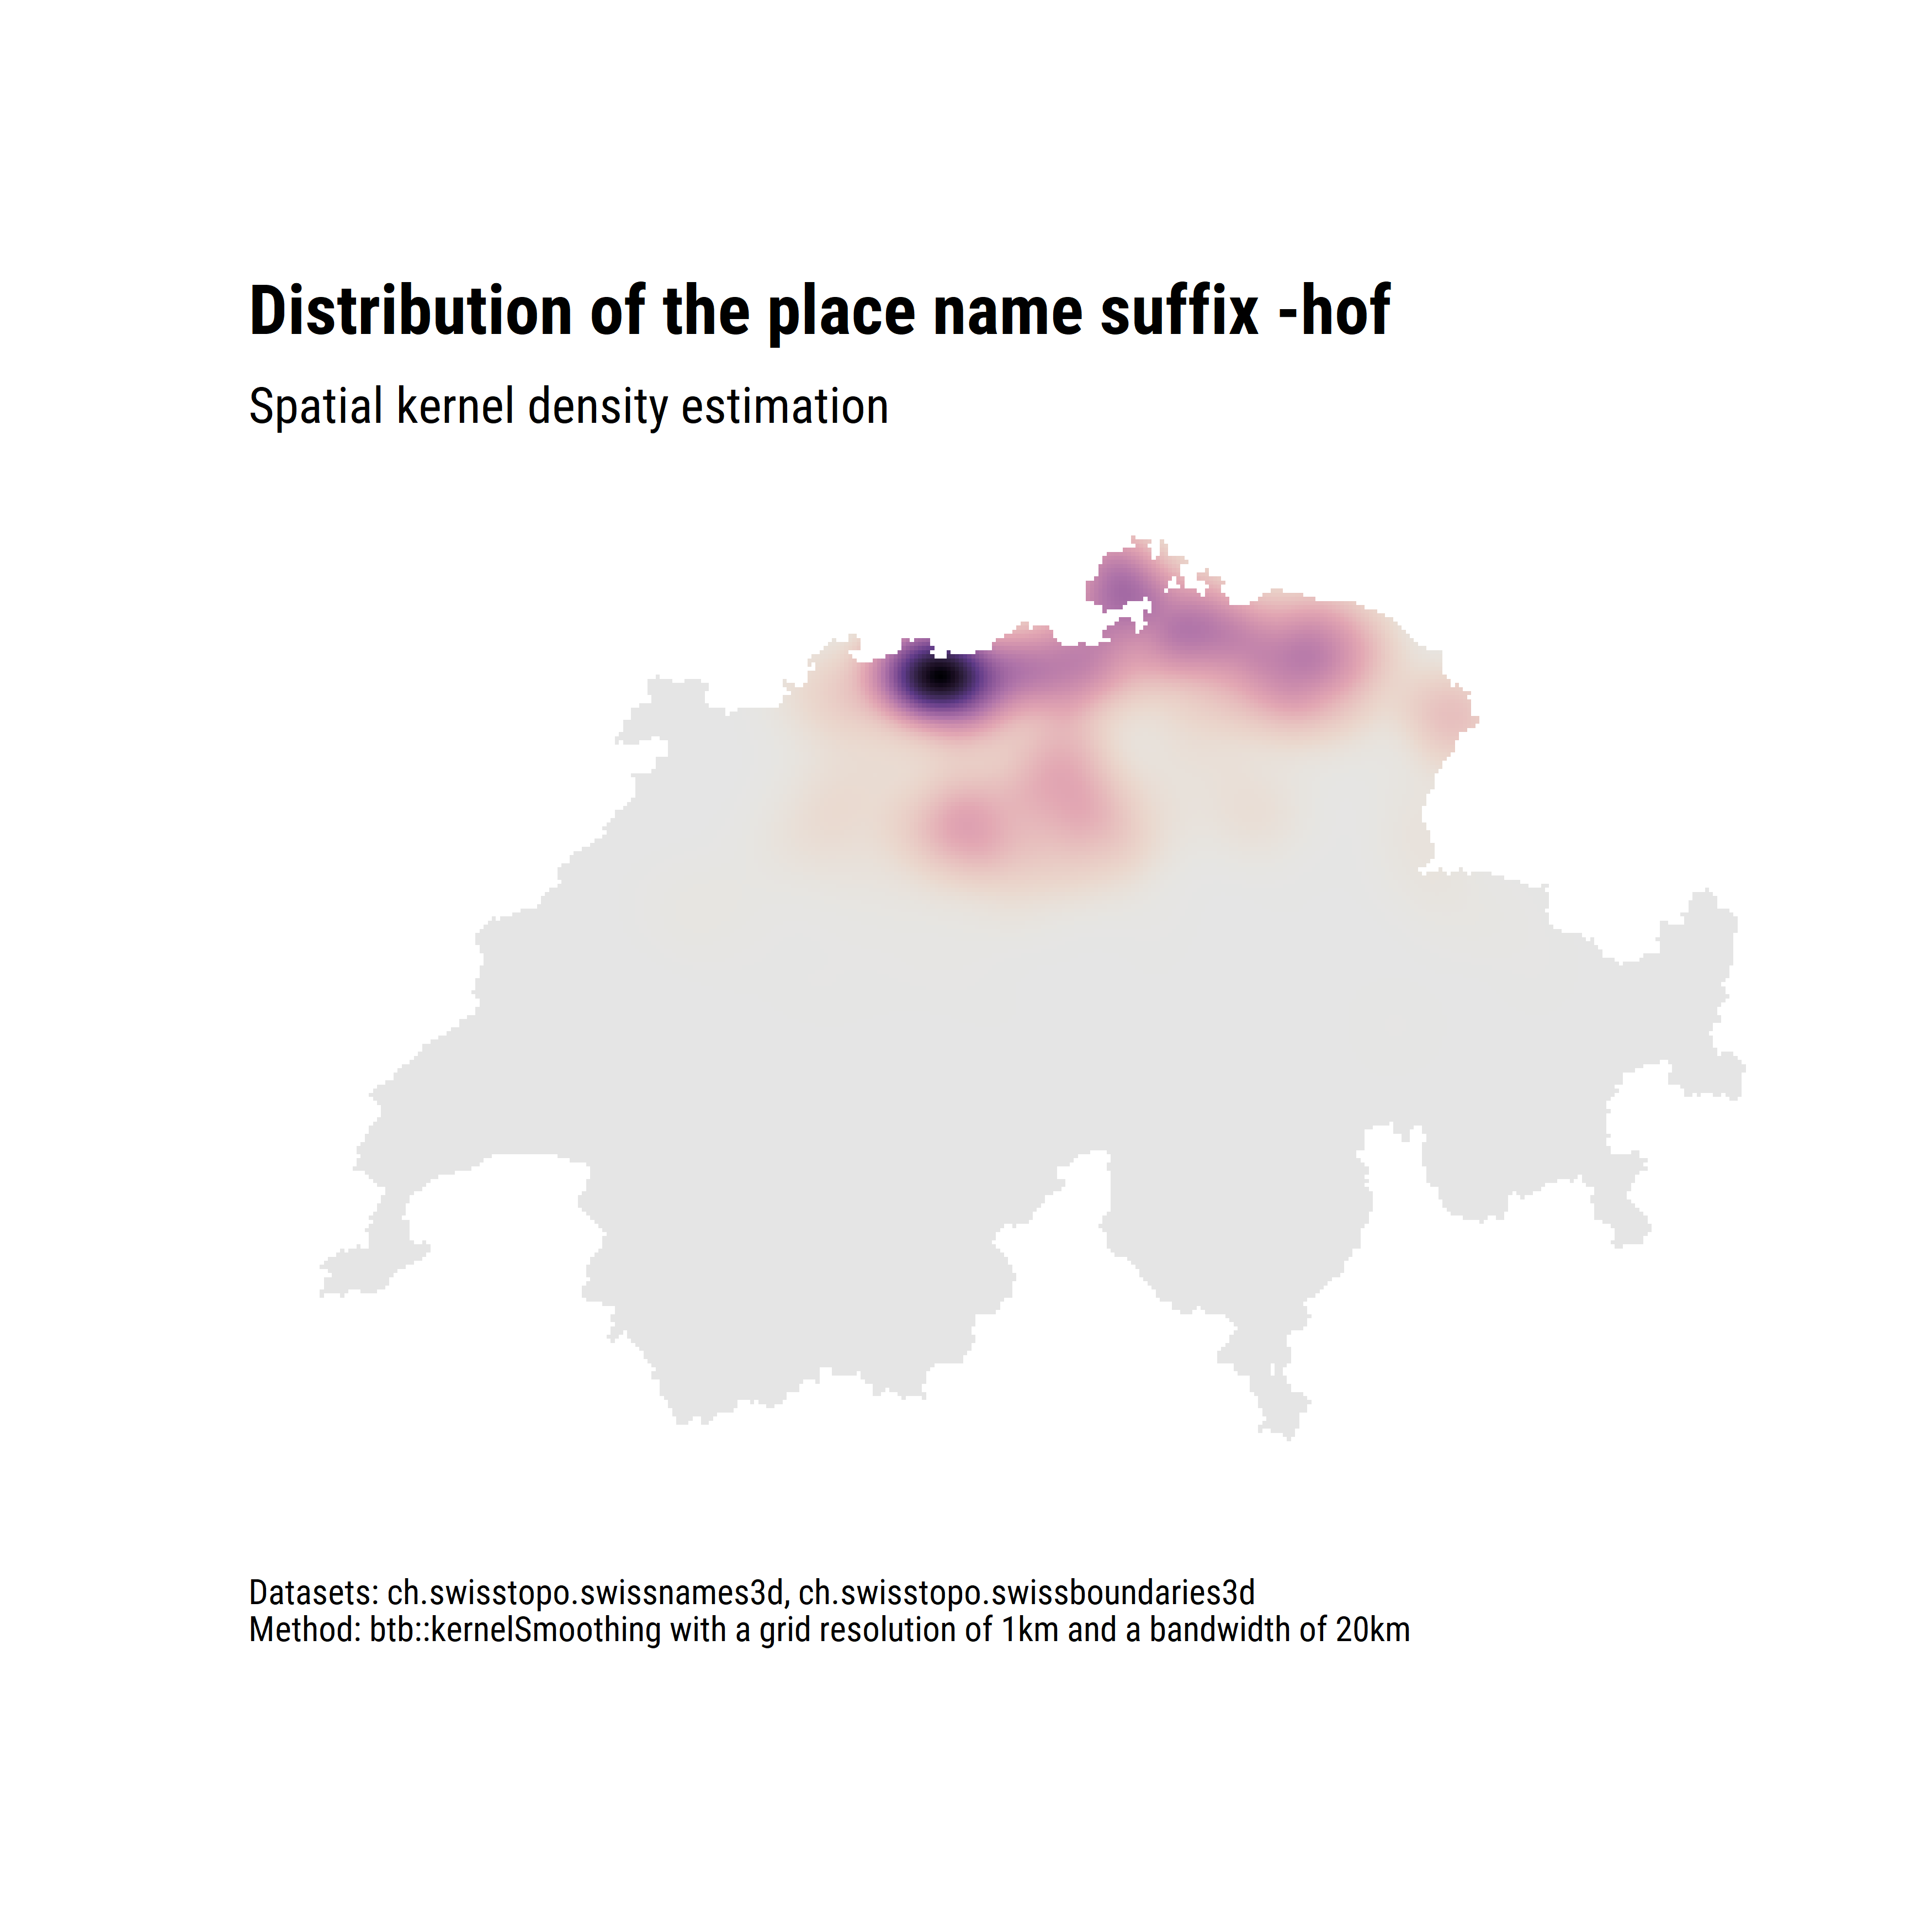 Distribution of the place name suffix -hof
Spatial kernel density estimation
Datasets: ch.swisstopo.swissnames3d, ch.swisstopo.swissboundaries3d
Method: btb::kernelSmoothing with a grid resolution of 1km and a bandwidth of 20km